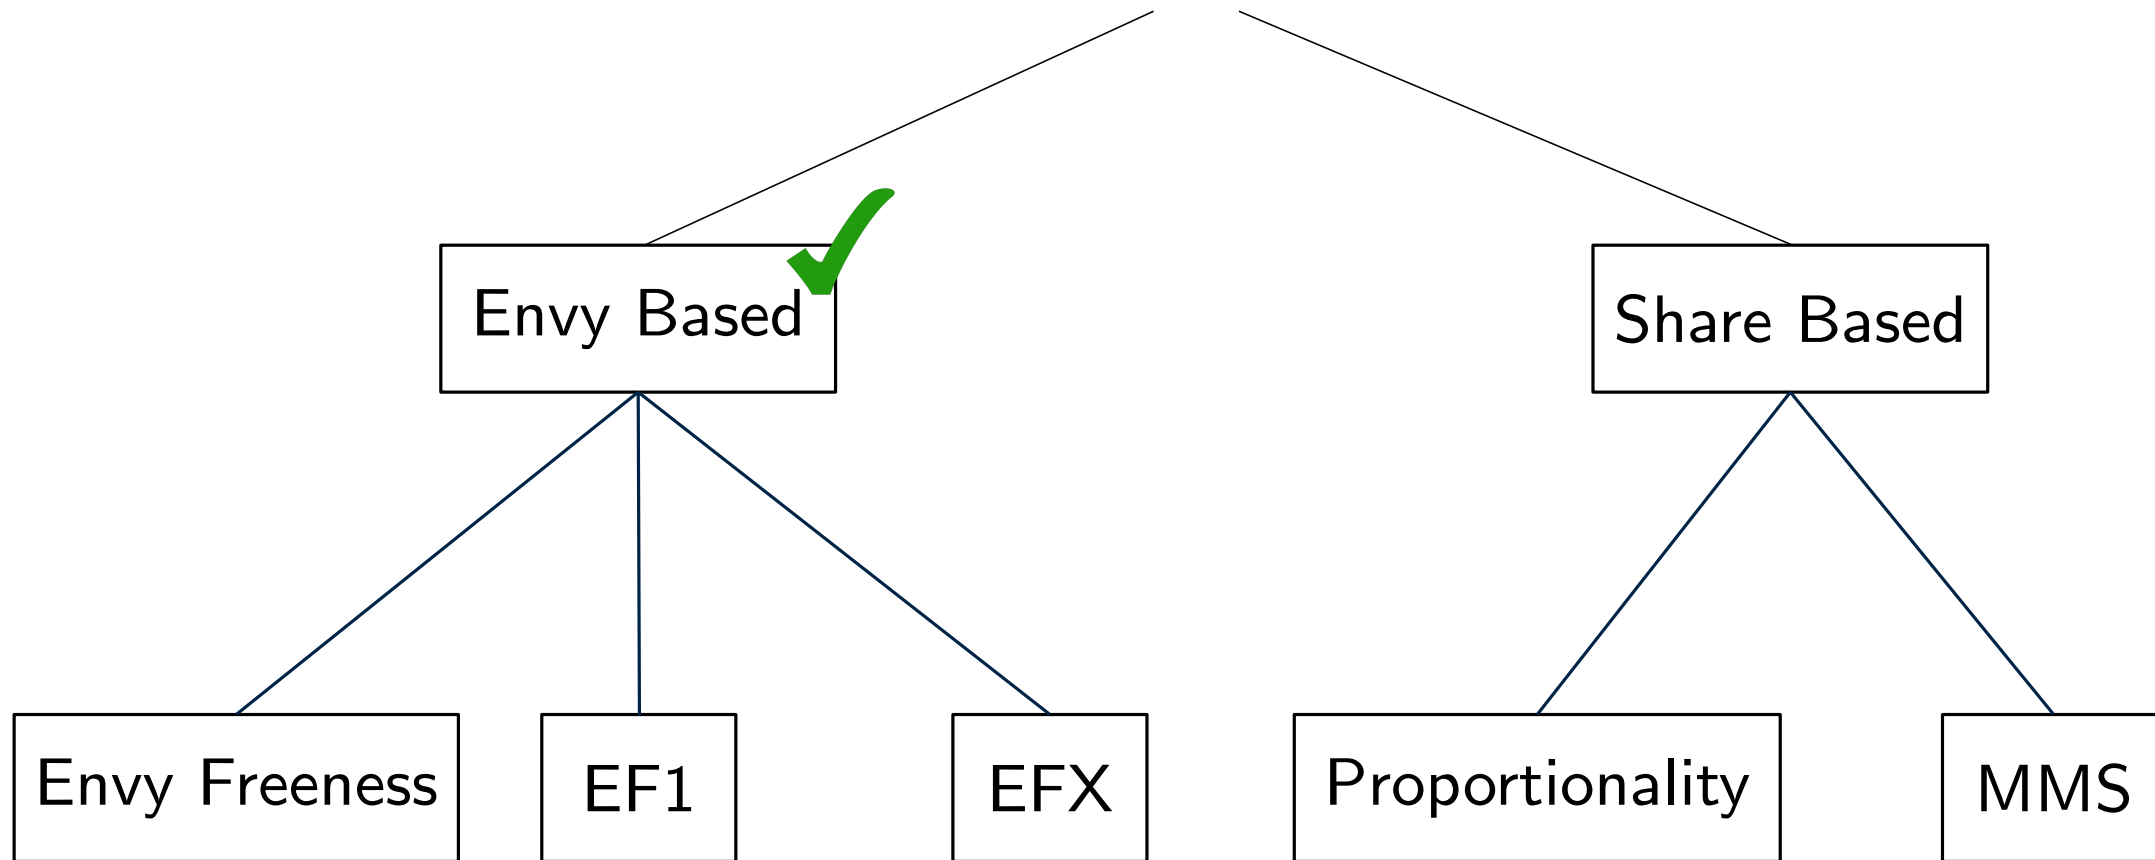 Envy Based
Share Based
Envy Freeness
EF1
EFX
Proportionality
MMS